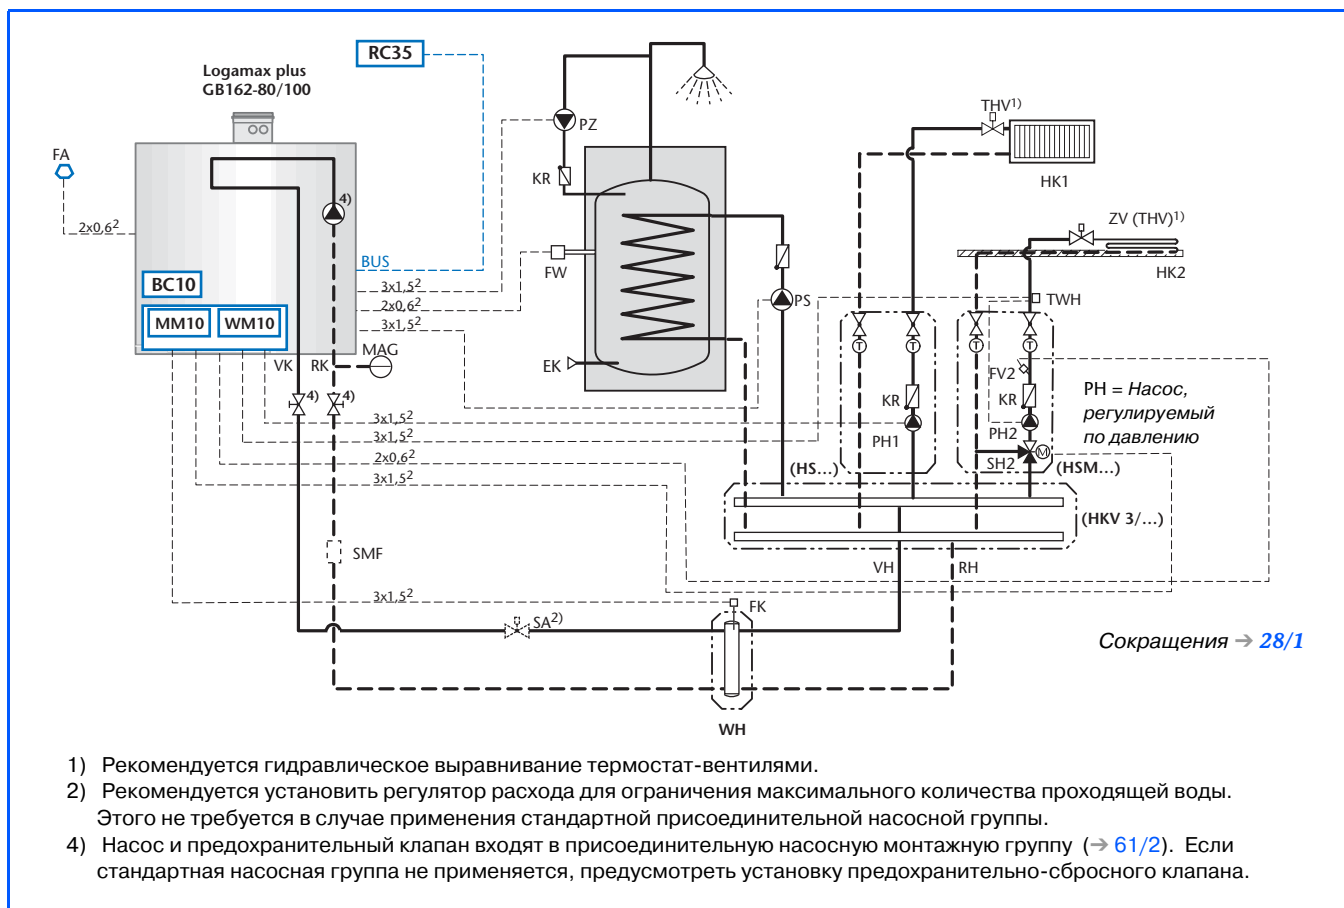 RC35
Logamax plus
GB162-80/100
THV1)
PZ
FA
KR
HK1
4)
ZV (THV)1)
2x0,6²
BUS
FW
HK2
BC10
3x1,5²
2x0,6²
PS
TWH
MM10
WM10
3x1,5²
MAG
VK
RK
EK
FV2
4)
4)
KR
KR
PH = Насос,
регулируемый
по давлению
3x1,5²
3x1,5²
PH1
PH2
M
T
T
T
T
2x0,6²
SH2
(HS...)
(HSM...)
3x1,5²
(HKV 3/...)
SMF
VH
RH
3x1,5²
FK
SA2)
Сокращения → 28/1
WH
1) Рекомендуется гидравлическое выравнивание термостат-вентилями.
2) Рекомендуется установить регулятор расхода для ограничения максимального количества проходящей воды.
Этого не требуется в случае применения стандартной присоединительной насосной группы.
4) Насос и предохранительный клапан входят в присоединительную насосную монтажную группу (→ 61/2). Если
стандартная насосная группа не применяется, предусмотреть установку предохранительно-сбросного клапана.